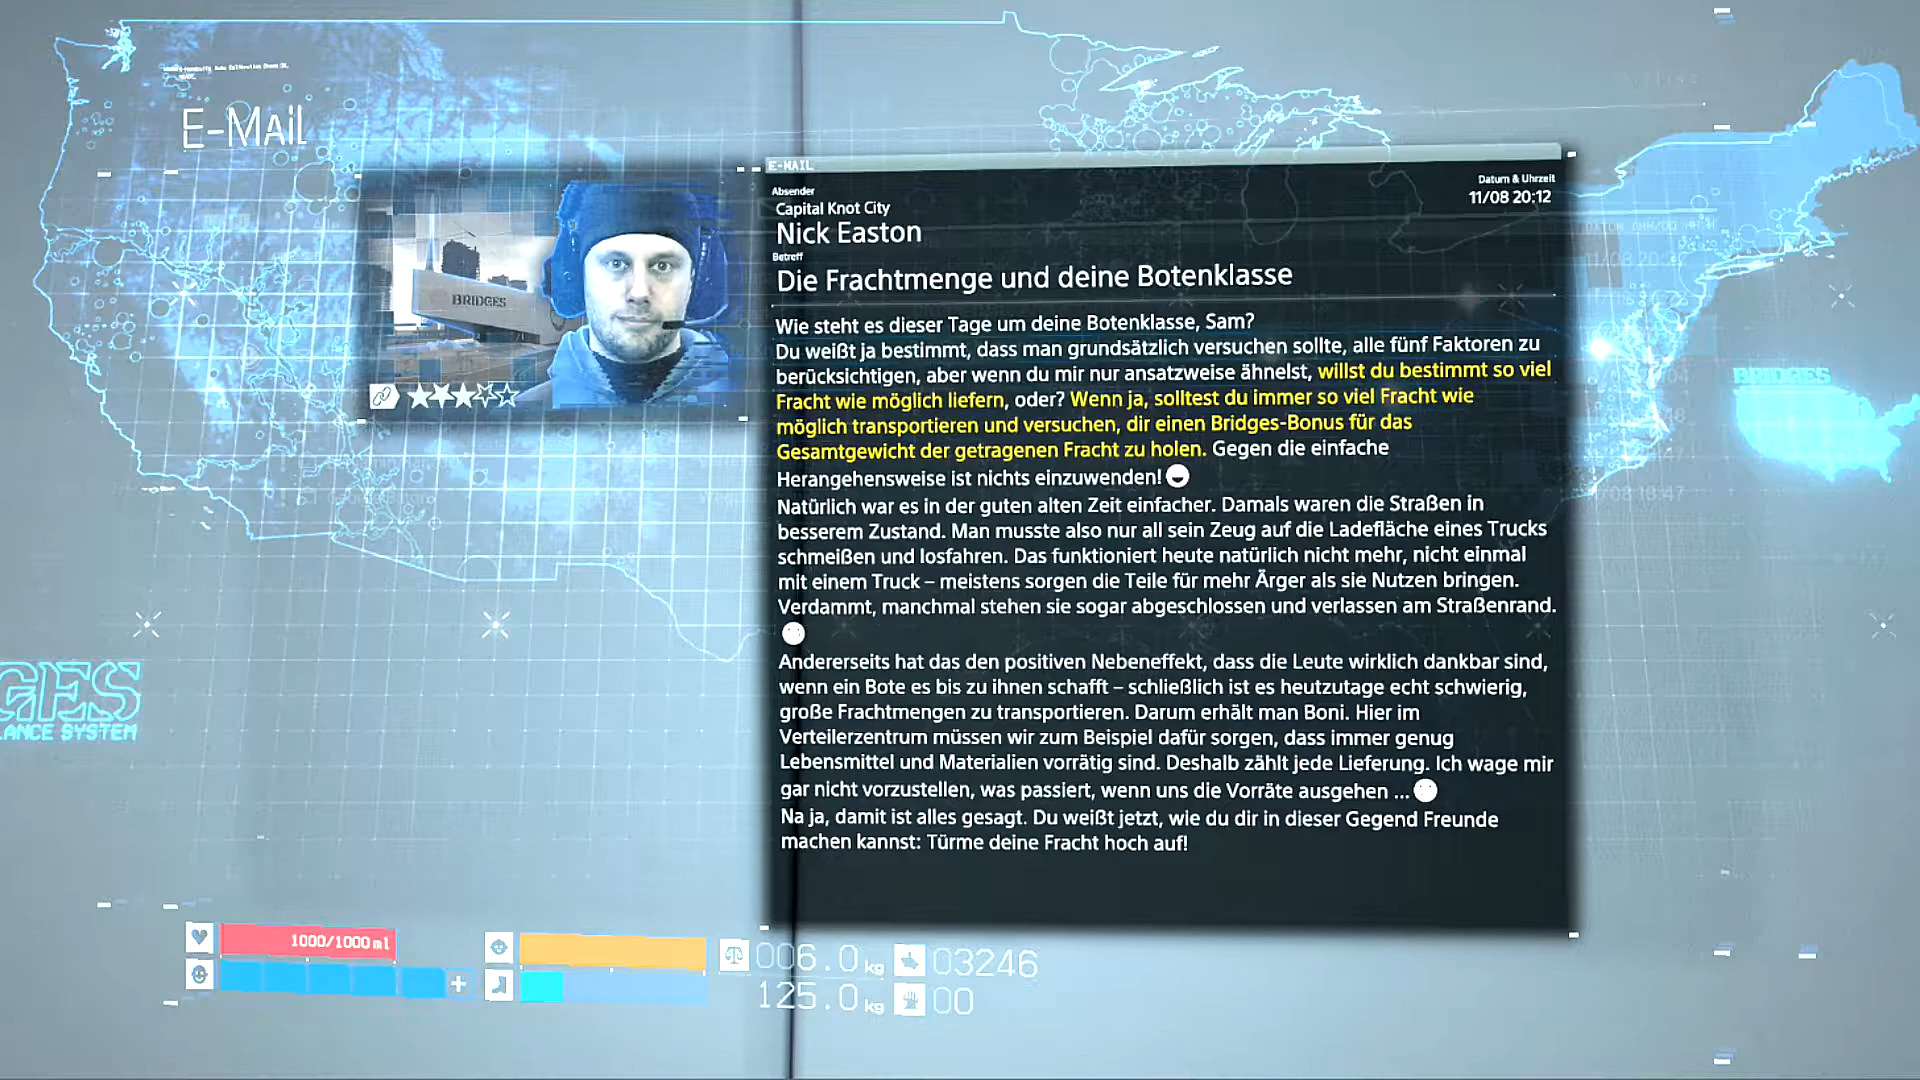 E-MAiL
BRIDGES
E-MAIL
Absender
Datum & Uhrzeit
Capital Knot City
11/08 20:12
Nick Easton
Betreff
Die Frachtmenge und deine Botenklasse
Wie steht es dieser Tage um deine Botenklasse, Sam?
Du weißt ja bestimmt, dass man grundsätzlich versuchen sollte, alle fünf Faktoren zu
berücksichtigen, aber wenn du mir nur ansatzweise ähnelst, willst du bestimmt so viel
Fracht wie möglich liefern, oder? Wenn ja, solltest du immer so viel Fracht wie
möglich transportieren und versuchen, dir einen Bridges-Bonus für das
Gesamtgewicht der getragenen Fracht zu holen. Gegen die einfache
Herangehensweise ist nichts einzuwenden!
Natürlich war es in der guten alten Zeit einfacher. Damals waren die Straßen in
besserem Zustand. Man musste also nur all sein Zeug auf die Ladefläche eines Trucks
schmeißen und losfahren. Das funktioniert heute natürlich nicht mehr, nicht einmal
mit einem Truck – meistens sorgen die Teile für mehr Ärger als sie Nutzen bringen.
Verdammt, manchmal stehen sie sogar abgeschlossen und verlassen am Straßenrand.
Andererseits hat das den positiven Nebeneffekt, dass die Leute wirklich dankbar sind,
wenn ein Bote es bis zu ihnen schafft – schließlich ist es heutzutage echt schwierig,
große Frachtmengen zu transportieren. Darum erhält man Boni. Hier im
Verteilerzentrum müssen wir zum Beispiel dafür sorgen, dass immer genug
Lebensmittel und Materialien vorrätig sind. Deshalb zählt jede Lieferung. Ich wage mir
gar nicht vorzustellen, was passiert, wenn uns die Vorräte ausgehen ...
Na ja, damit ist alles gesagt. Du weißt jetzt, wie du dir in dieser Gegend Freunde
machen kannst: Türme deine Fracht hoch auf!
BRIDGES
GES
LANCE SYSTEM
1000/1000 ml
006.0 kg
03246
125.0 kg
00